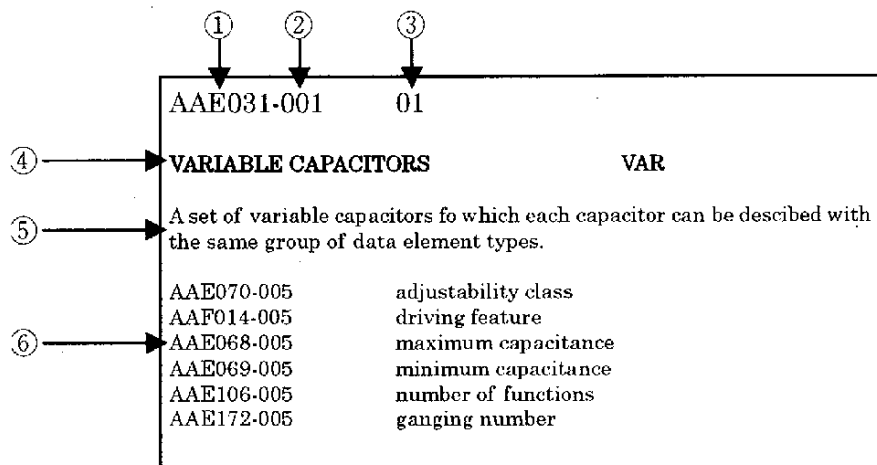 ① ② ③
AAE031-001 01
④ VARIABLE CAPACITORS VAR
⑤ A set of variable capacitors fo which each capacitor can be descibed with
the same group of data element types.
AAE070-005 adjustability class
AAF014-005 driving feature
⑥ AAE068-005 maximum capacitance
AAE069-005 minimum capacitance
AAE106-005 number of functions
AAE172-005 ganging number